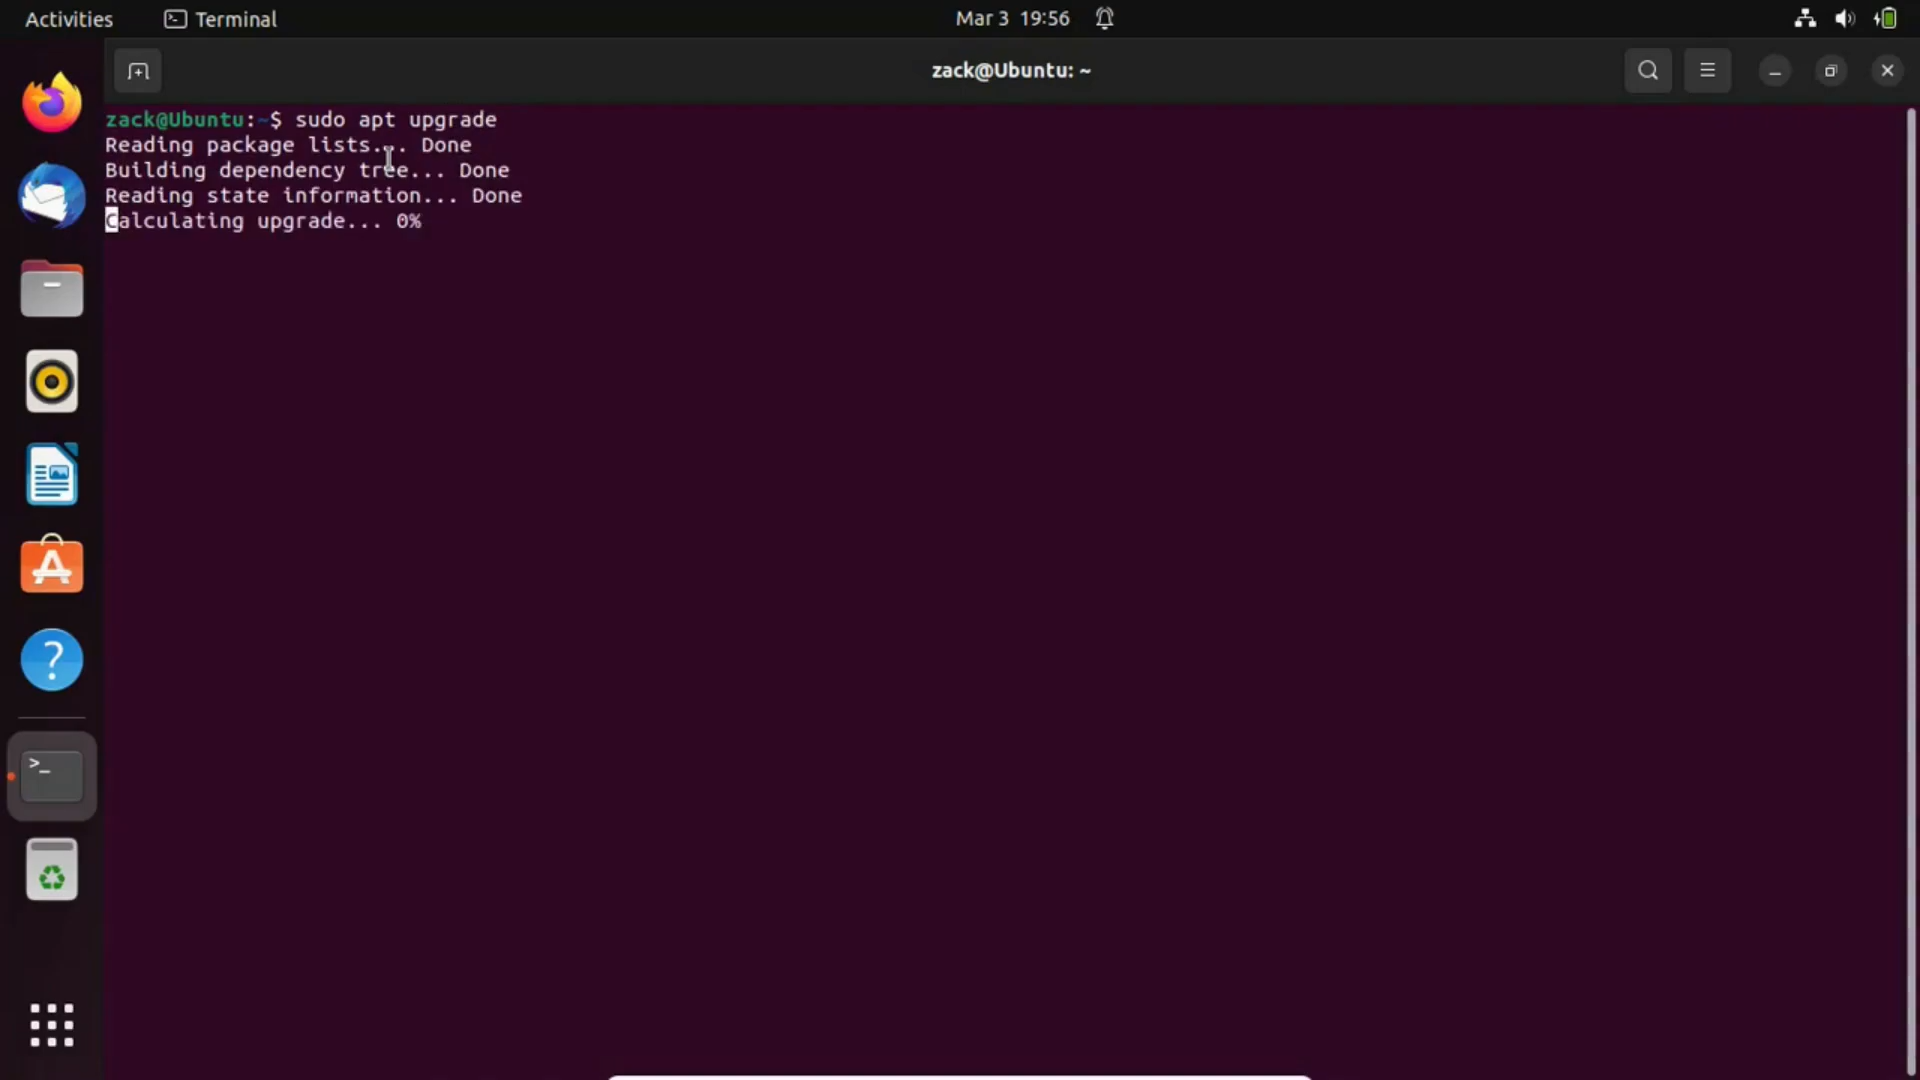 Activities Terminal Mar 3 19:56
zack@Ubuntu: ~
zack@Ubuntu:~$ sudo apt upgrade
Reading package lists... Done
Building dependency tree... Done
Reading state information... Done
Calculating upgrade... 0%